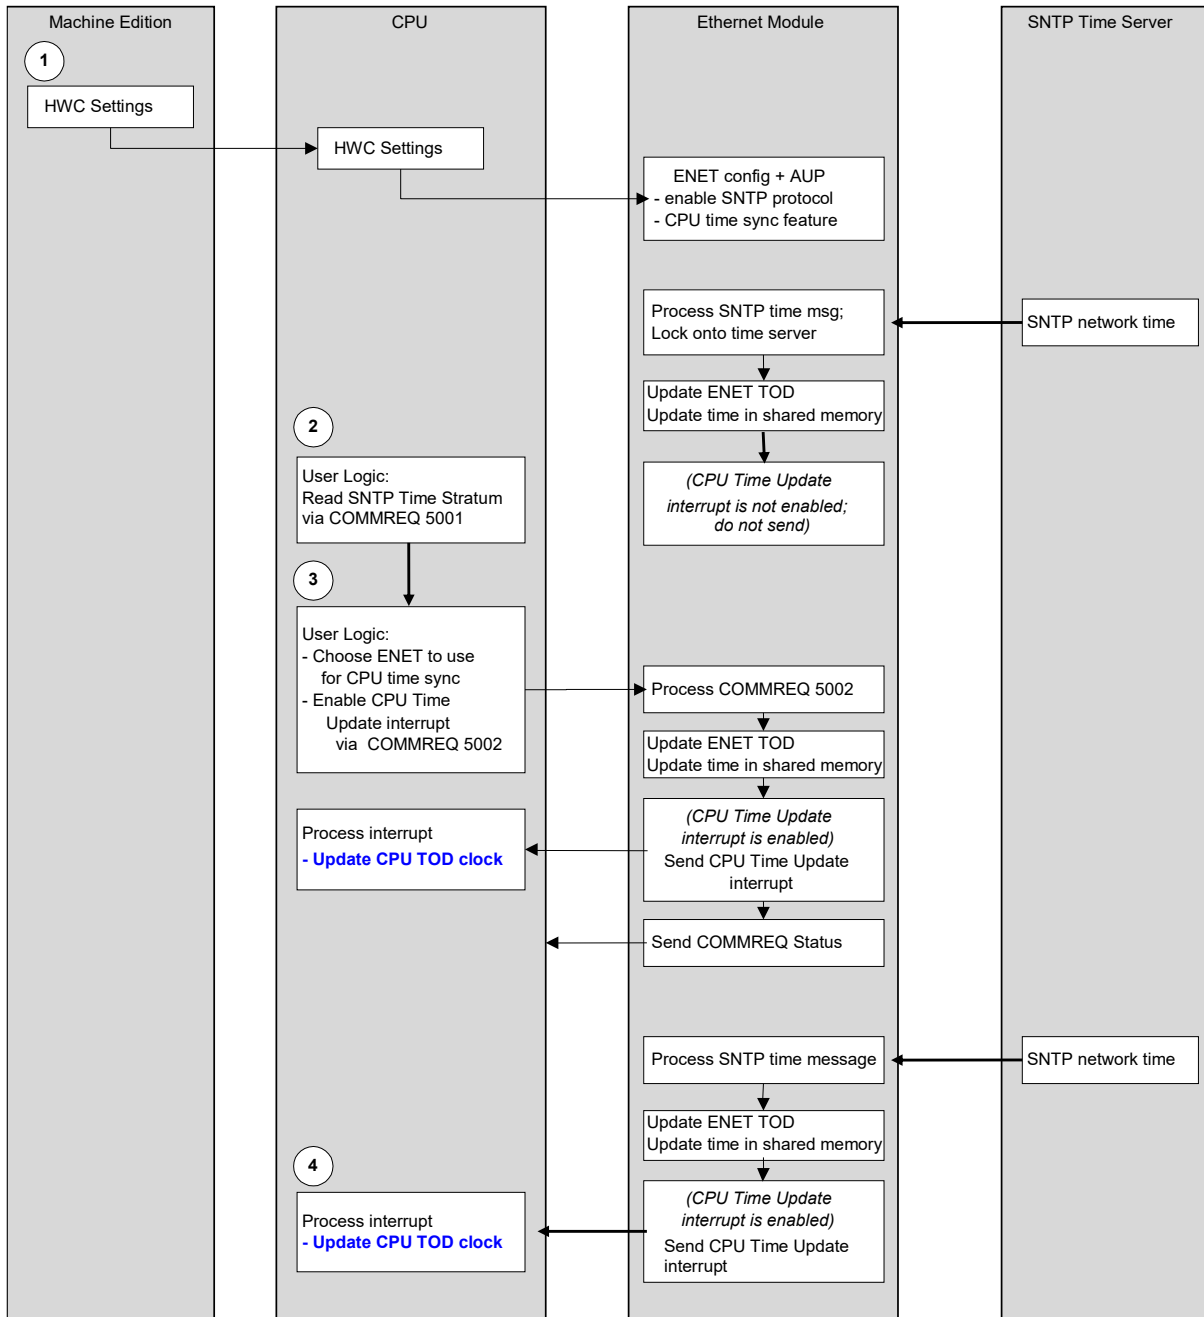 Machine Edition
CPU
Ethernet Module
SNTP Time Server
1
HWC Settings
HWC Settings
ENET config + AUP
- enable SNTP protocol
- CPU time sync feature
Process SNTP time msg;
Lock onto time server
SNTP network time
Update ENET TOD
Update time in shared memory
2
User Logic:
Read SNTP Time Stratum
via COMMREQ 5001
(CPU Time Update
interrupt is not enabled;
do not send)
3
User Logic:
- Choose ENET to use
for CPU time sync
- Enable CPU Time
Update interrupt
via COMMREQ 5002
Process COMMREQ 5002
Update ENET TOD
Update time in shared memory
(CPU Time Update
interrupt is enabled)
Send CPU Time Update
interrupt
Process interrupt
- Update CPU TOD clock
Send COMMREQ Status
Process SNTP time message
SNTP network time
Update ENET TOD
Update time in shared memory
4
(CPU Time Update
interrupt is enabled)
Send CPU Time Update
interrupt
Process interrupt
- Update CPU TOD clock